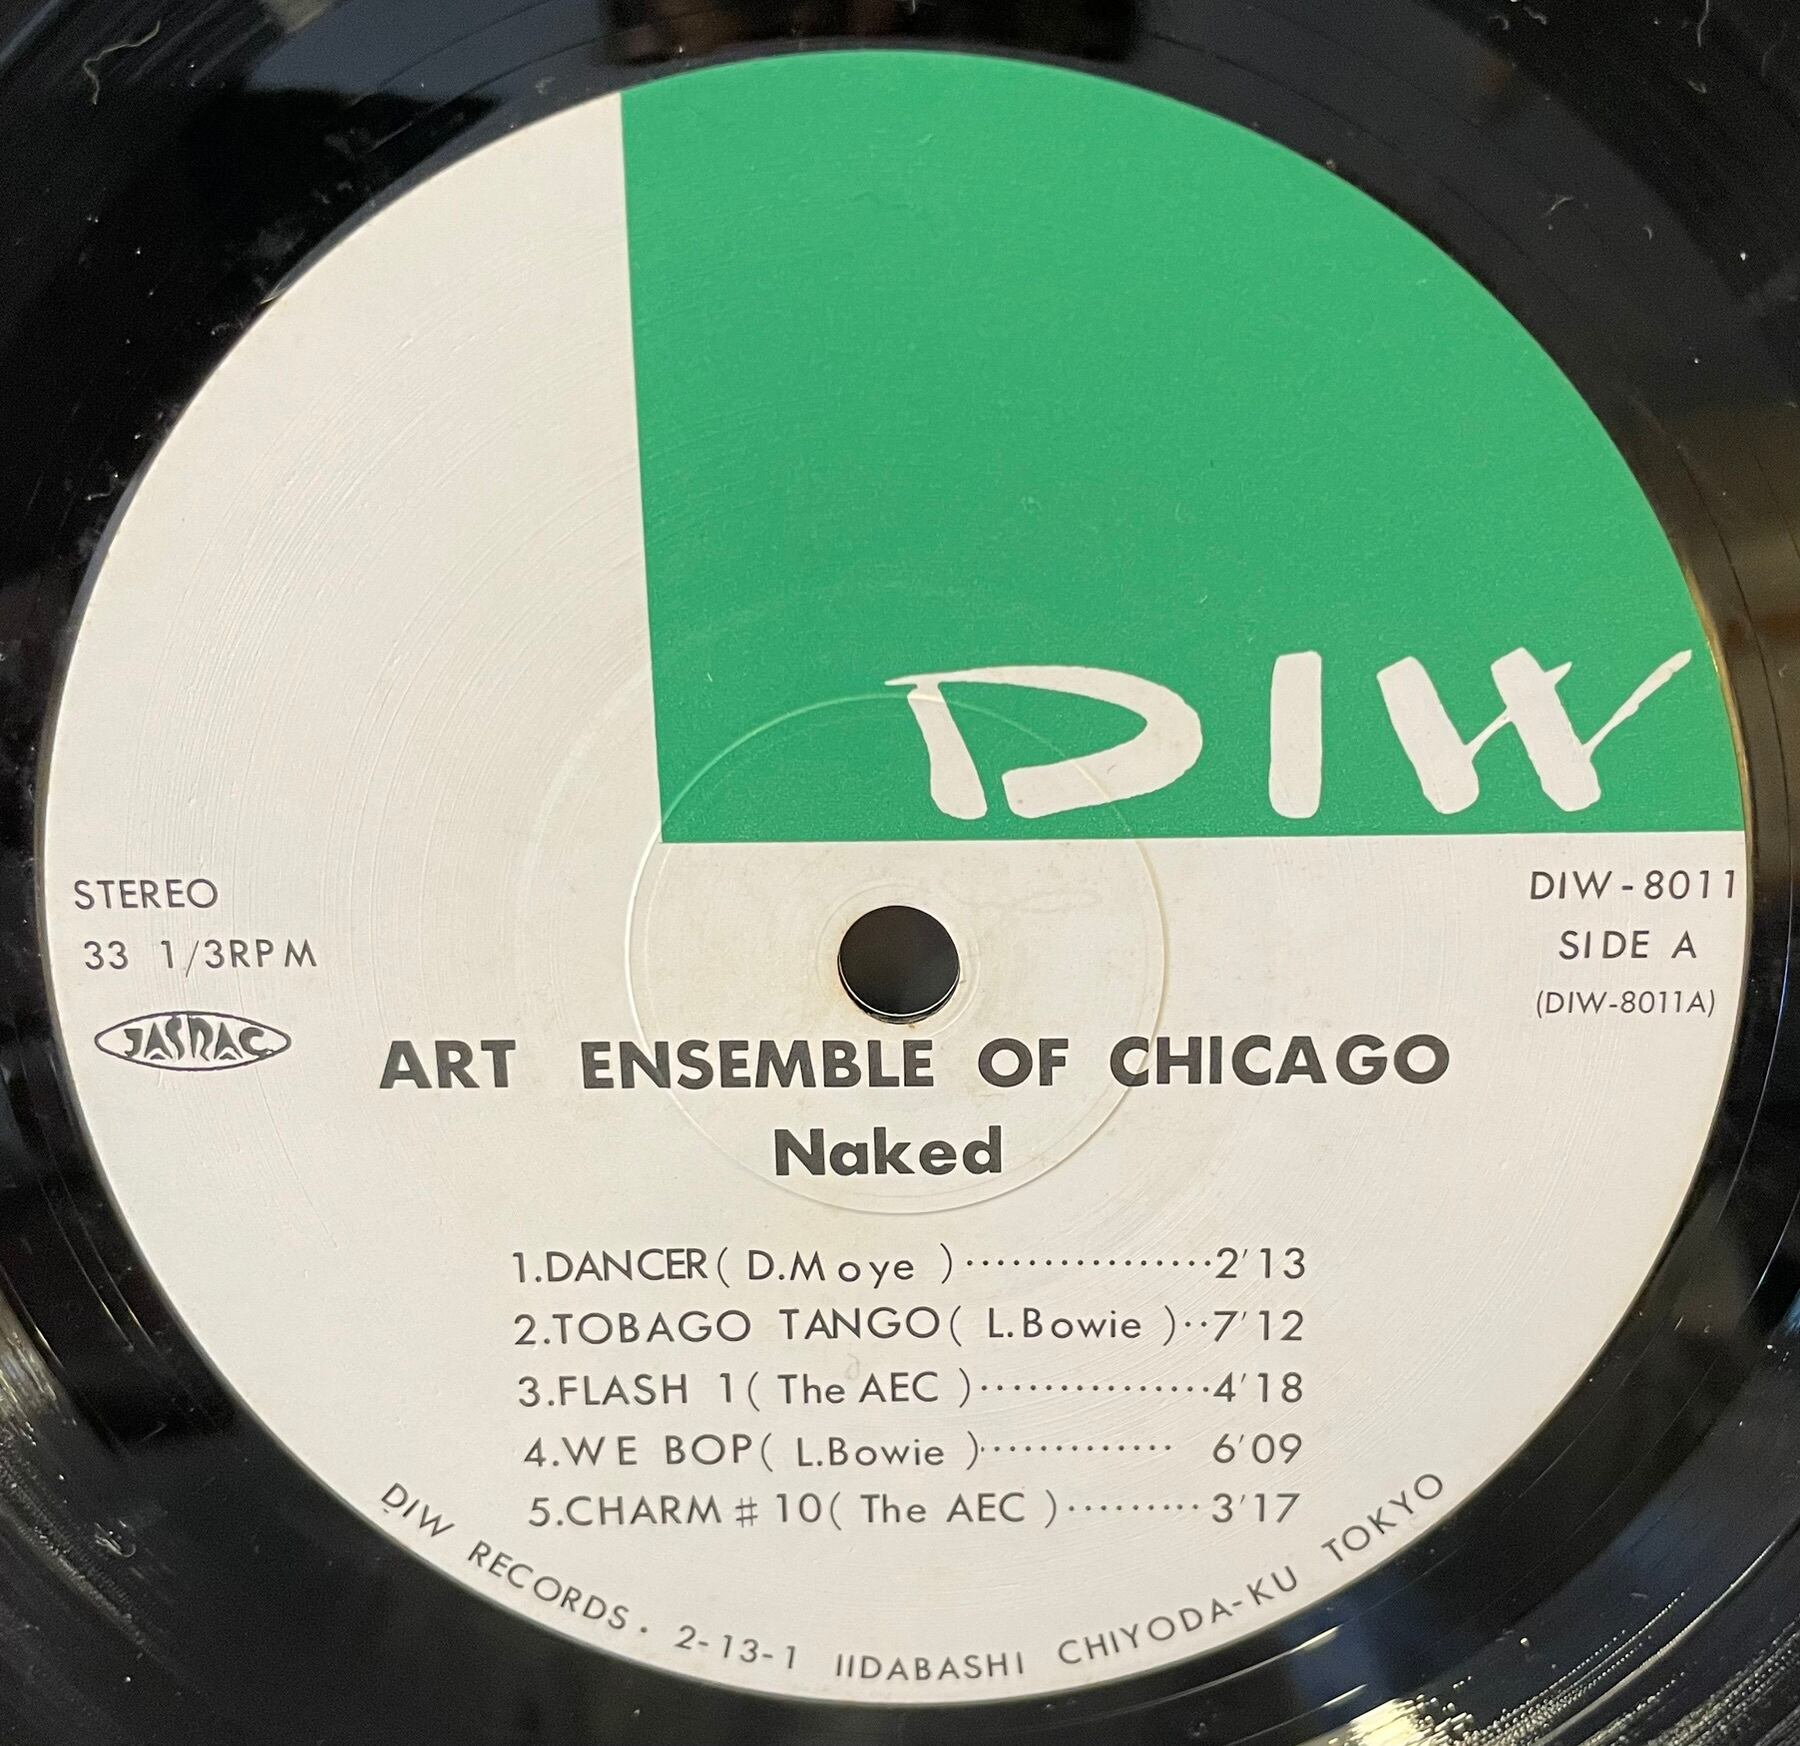 DIW
STEREO
33 1/3RPM
JASRAC
DIW-8011
SIDE A
(DIW-8011A)
ART ENSEMBLE OF CHICAGO
Naked
1.DANCER( D.Moye )················2'13
2.TOBAGO TANGO( L.Bowie )··7'12
3.FLASH 1( The AEC )···············4'18
4.WE BOP( L.Bowie )············· 6'09
5.CHARM # 10( The AEC )·········3'17
DIW RECORDS· 2-13-1 IIDABASHI CHIYODA-KU TOKYO